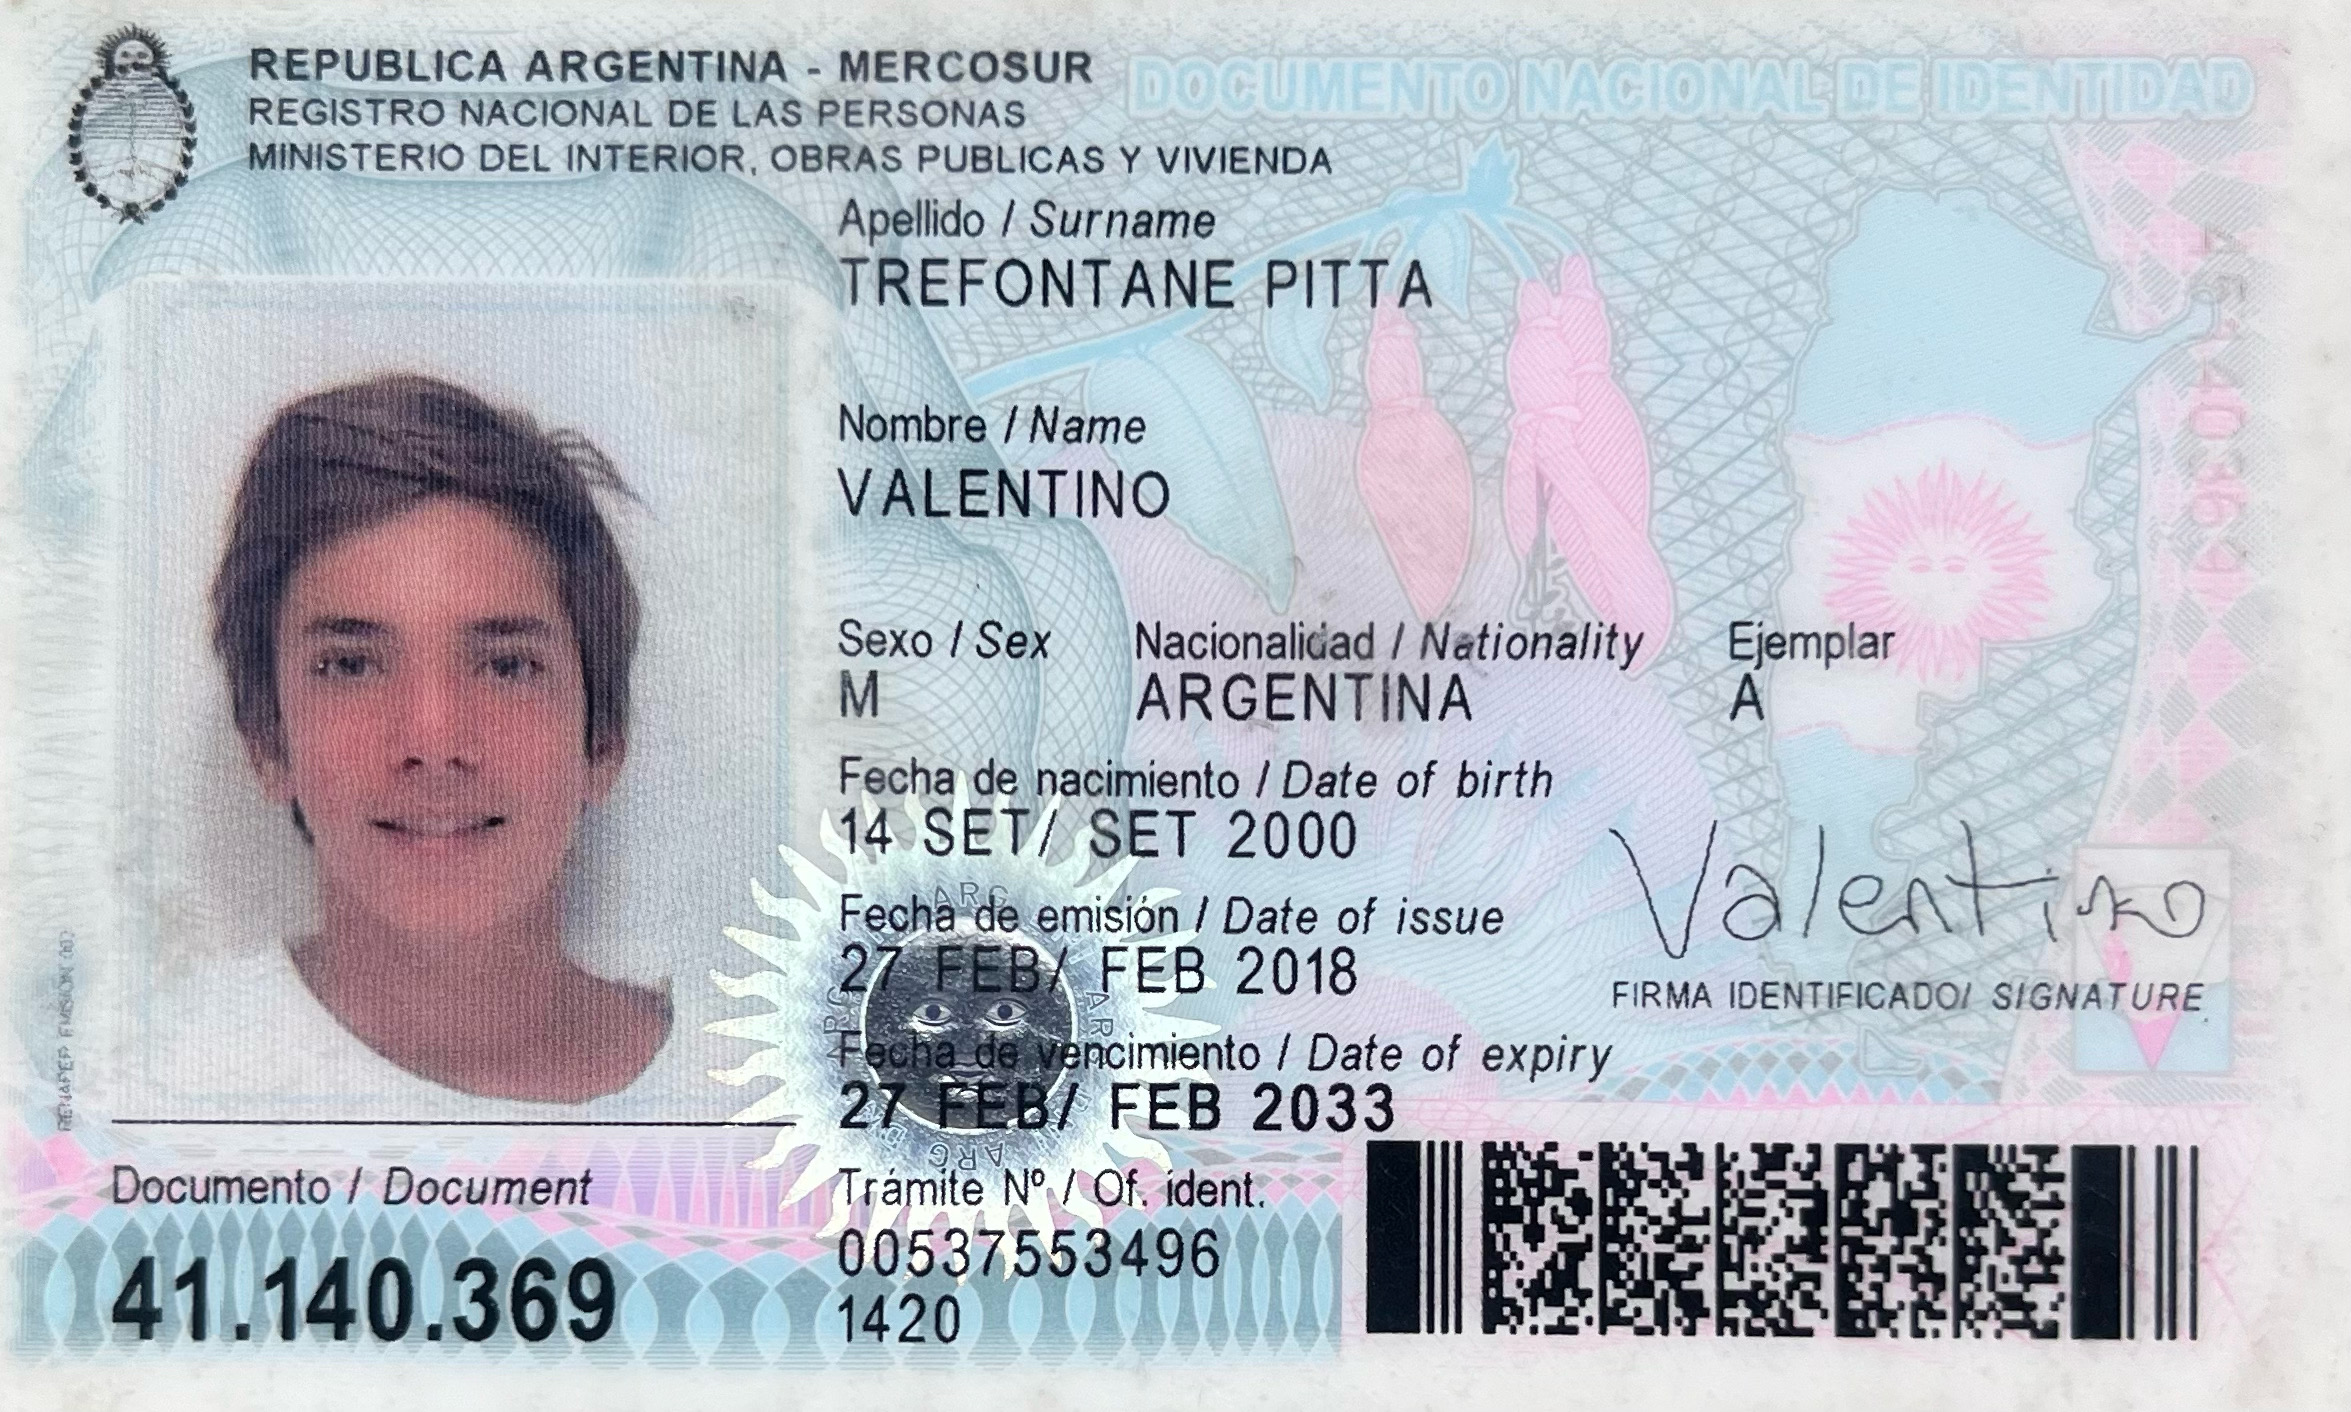 REPUBLICA ARGENTINA - MERCOSUR
DOCUMENTO NACIONAL DE IDENTIDAD
REGISTRO NACIONAL DE LAS PERSONAS
MINISTERIO DEL INTERIOR, OBRAS PUBLICAS Y VIVIENDA
Apellido / Surname
TREFONTANE PITTA
Nombre / Name
VALENTINO
Sexo / Sex Nacionalidad / Nationality Ejemplar
M ARGENTINA A
Fecha de nacimiento / Date of birth
14 SET/ SET 2000
Fecha de emisión / Date of issue
27 FEB/ FEB 2018
Valentino
FIRMA IDENTIFICADO/ SIGNATURE
Fecha de vencimiento / Date of expiry
27 FEB/ FEB 2033
Documento / Document
41.140.369
Trámite Nº / Of. ident.
00537553496
1420
ARG
ARG
ARG